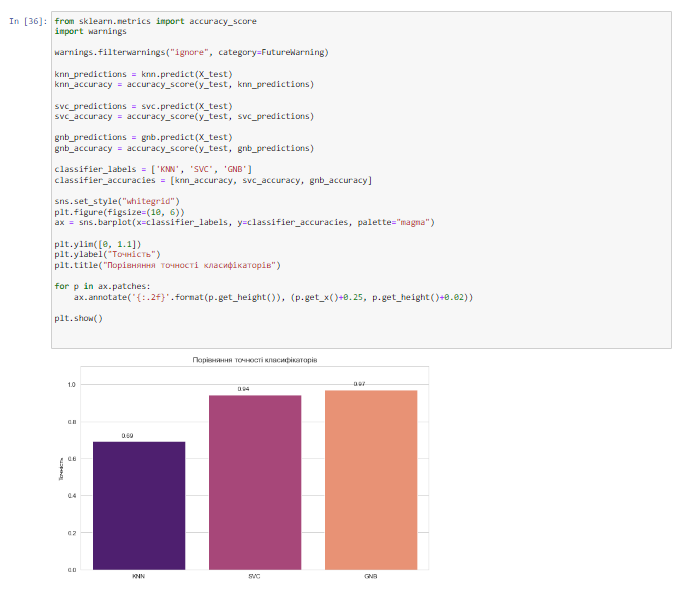 In [36]: from sklearn.metrics import accuracy_score
import warnings
warnings.filterwarnings("ignore", category=FutureWarning)
knn_predictions = knn.predict(X_test)
knn_accuracy = accuracy_score(y_test, knn_predictions)
svc_predictions = svc.predict(X_test)
svc_accuracy = accuracy_score(y_test, svc_predictions)
gnb_predictions = gnb.predict(X_test)
gnb_accuracy = accuracy_score(y_test, gnb_predictions)
classifier_labels = ['KNN', 'SVC', 'GNB']
classifier_accuracies = [knn_accuracy, svc_accuracy, gnb_accuracy]
sns.set_style("whitegrid")
plt.figure(figsize=(10, 6))
ax = sns.barplot(x=classifier_labels, y=classifier_accuracies, palette="magma")
plt.ylim([0, 1.1])
plt.ylabel("Точність")
plt.title("Порівняння точності класифікаторів")
for p in ax.patches:
    ax.annotate('{:.2f}'.format(p.get_height()), (p.get_x()+0.25, p.get_height()+0.02))
plt.show()
Порівняння точності класифікаторів
1.0
0.8
0.6
0.4
0.2
0.0
Точність
0.69
0.94
0.97
KNN
SVC
GNB